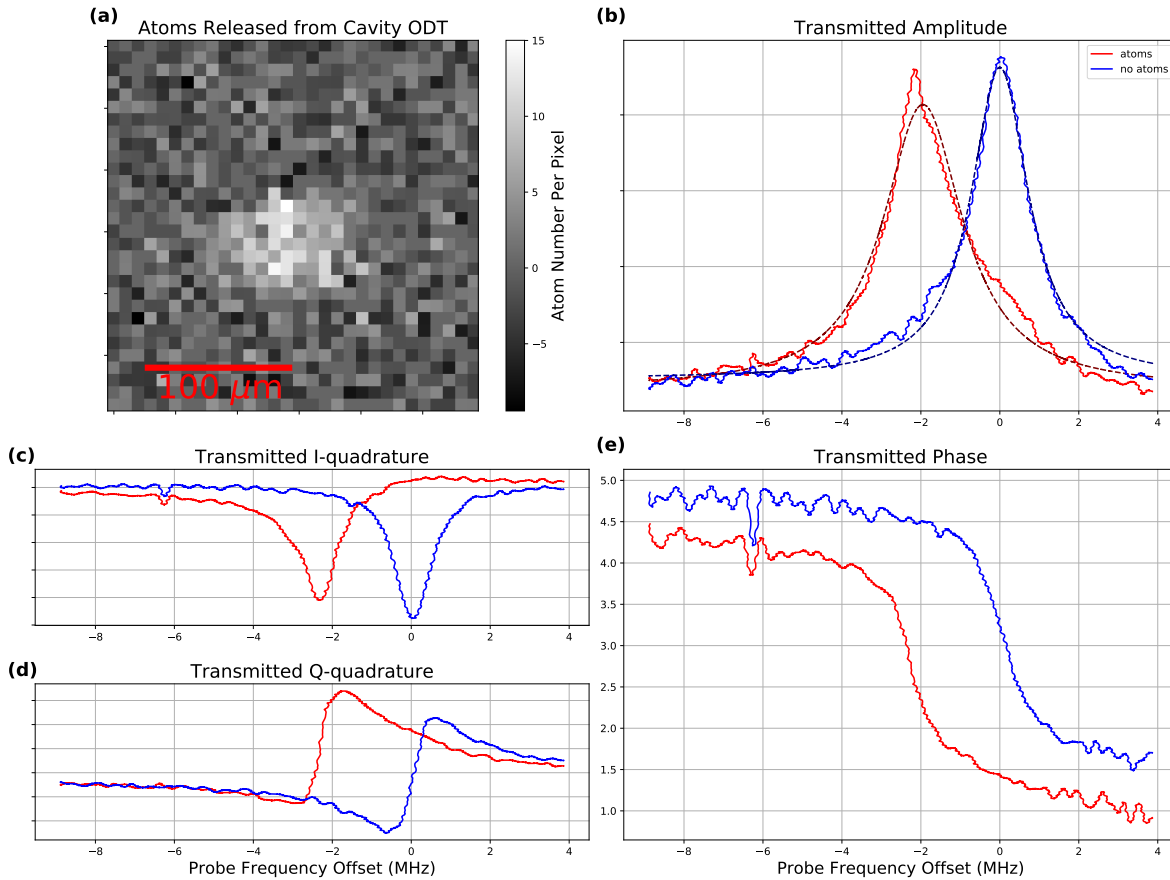 (a)
Atoms Released from Cavity ODT
100 μm
15
10
5
0
−5
Atom Number Per Pixel
(b)
Transmitted Amplitude
atoms
no atoms
−8 −6 −4 −2 0 2 4
(c)
Transmitted I-quadrature
−8 −6 −4 −2 0 2 4
(d)
Transmitted Q-quadrature
−8 −6 −4 −2 0 2 4
Probe Frequency Offset (MHz)
(e)
Transmitted Phase
5.0
4.5
4.0
3.5
3.0
2.5
2.0
1.5
1.0
−8 −6 −4 −2 0 2 4
Probe Frequency Offset (MHz)